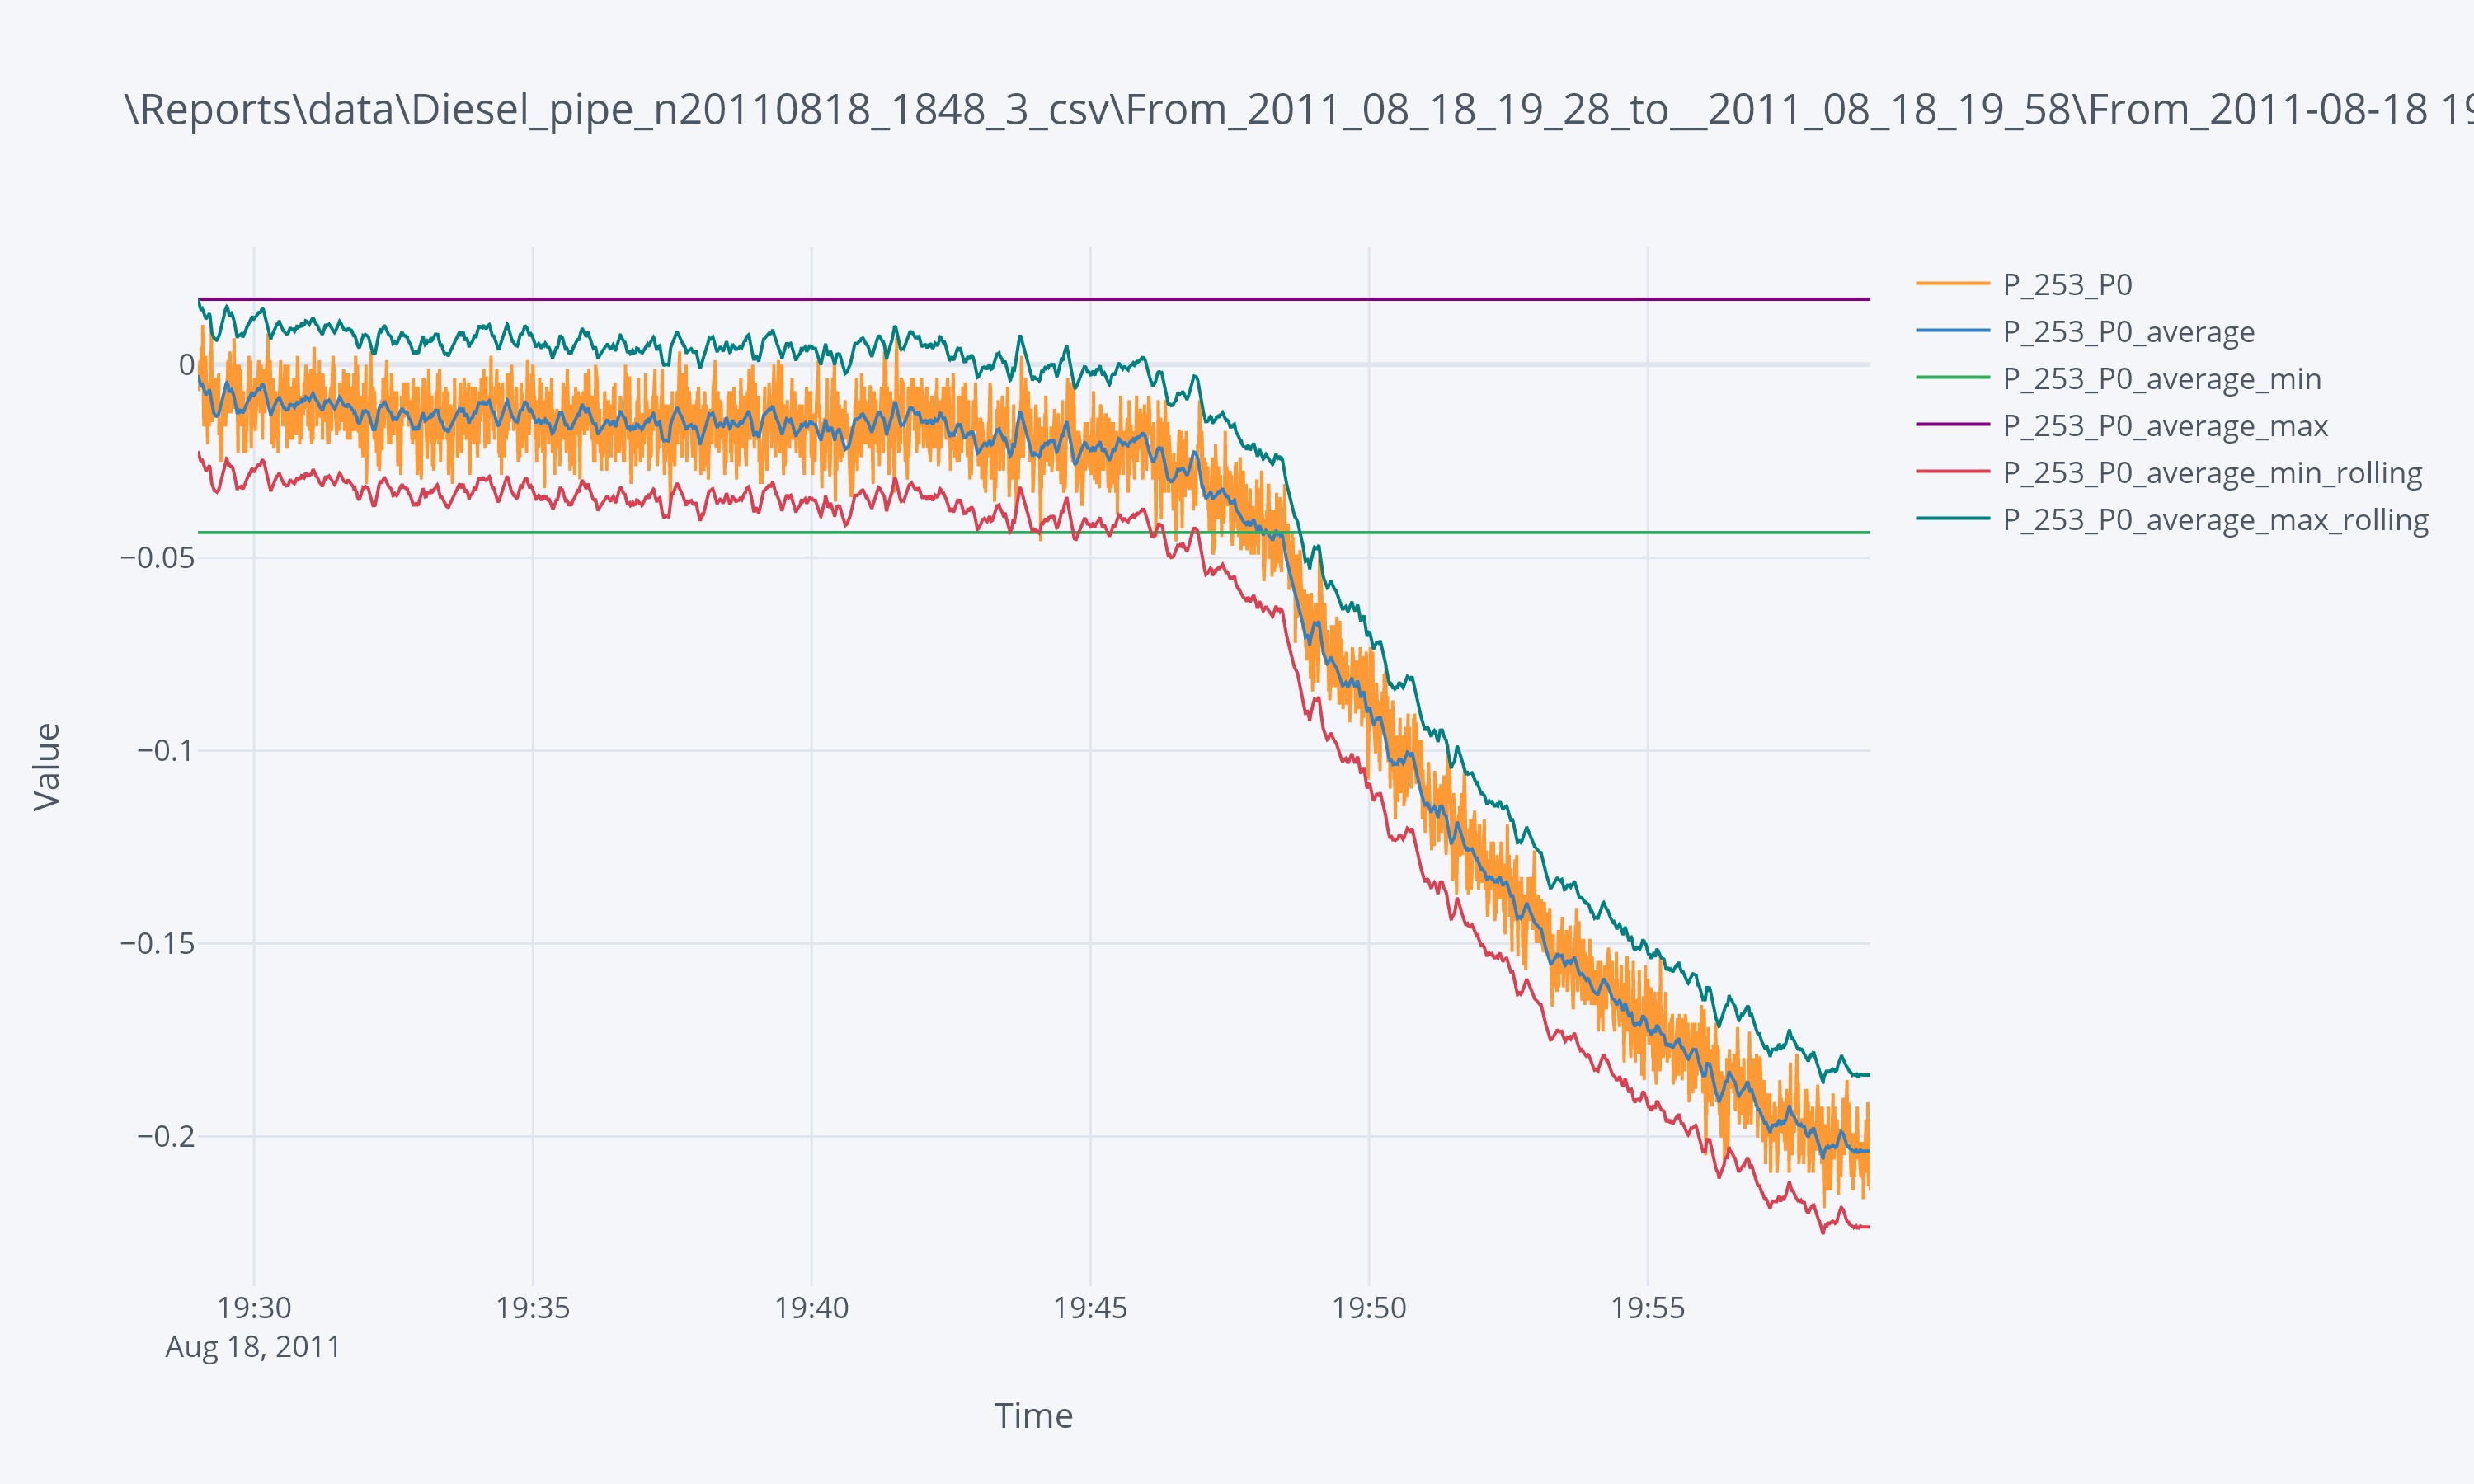 \Reports\data\Diesel_pipe_n20110818_1848_3_csv\From_2011_08_18_19_28_to__2011_08_18_19_58\From_2011-08-18 19
P_253_P0
P_253_P0_average
P_253_P0_average_min
P_253_P0_average_max
P_253_P0_average_min_rolling
P_253_P0_average_max_rolling
0
−0.05
−0.1
−0.15
−0.2
Value
19:30 19:35 19:40 19:45 19:50 19:55
Aug 18, 2011
Time